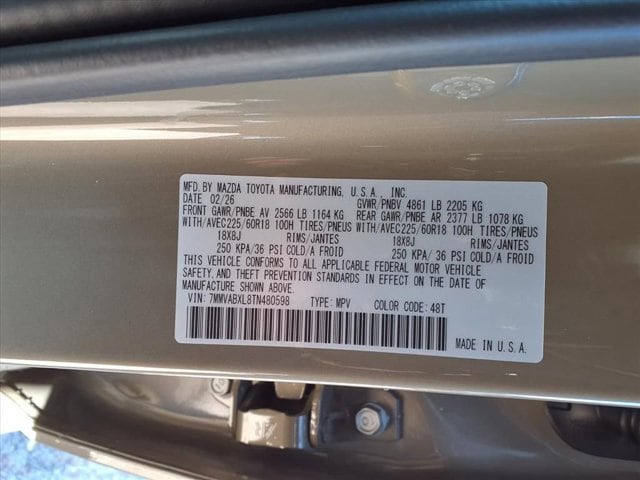 MFD. BY MAZDA TOYOTA MANUFACTURING, U.S.A., INC.
DATE 02/26 GVWR/PNBV 4861 LB 2205 KG
FRONT GAWR/PNBE AV 2566 LB 1164 KG REAR GAWR/PNBE AR 2377 LB 1078 KG
WITH/AVEC225/60R18 100H TIRES/PNEUS WITH/AVEC225/60R18 100H TIRES/PNEUS
18X8J RIMS/JANTES 18X8J RIMS/JANTES
250 KPA/36 PSI COLD/A FROID 250 KPA/36 PSI COLD/A FROID
THIS VEHICLE CONFORMS TO ALL APPLICABLE FEDERAL MOTOR VEHICLE
SAFETY, AND THEFT PREVENTION STANDARDS IN EFFECT ON THE DATE OF
MANUFACTURE SHOWN ABOVE.
VIN: 7MMVABXL8TN480598 TYPE: MPV COLOR CODE: 48T
MADE IN U.S.A.